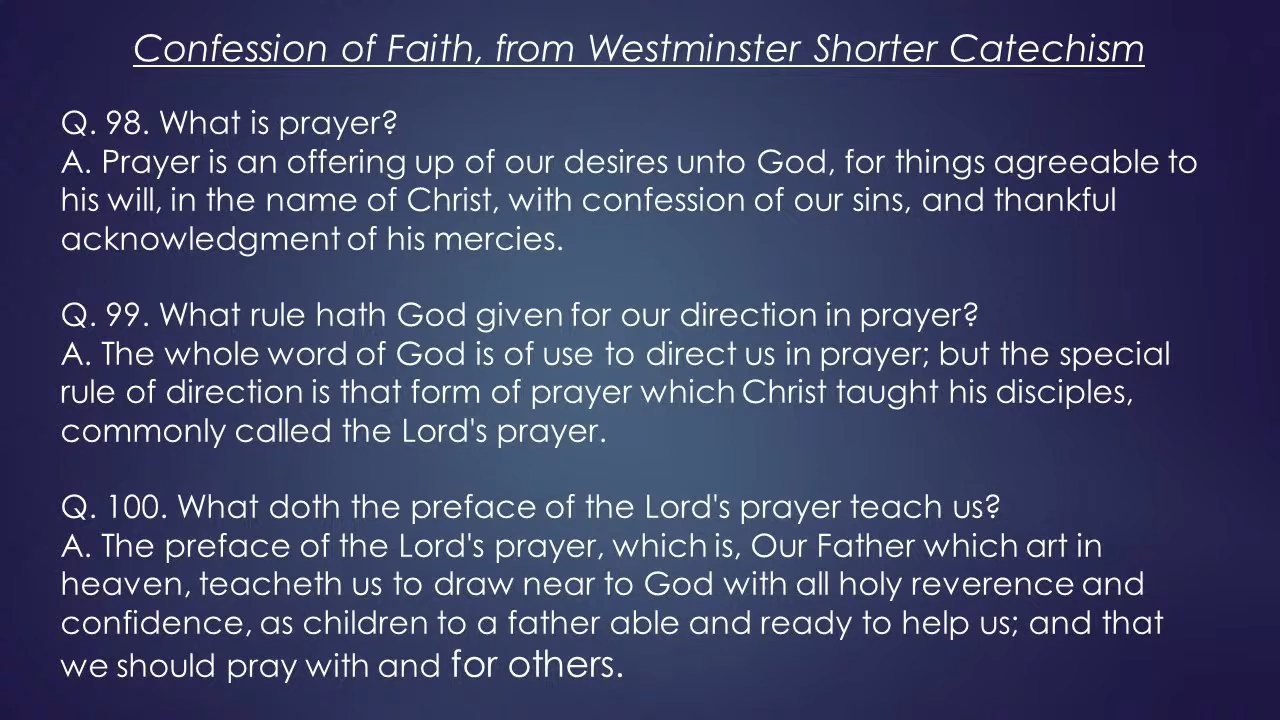 Confession of Faith, from Westminster Shorter Catechism
Q. 98. What is prayer?
A. Prayer is an offering up of our desires unto God, for things agreeable to
his will, in the name of Christ, with confession of our sins, and thankful
acknowledgment of his mercies.
Q. 99. What rule hath God given for our direction in prayer?
A. The whole word of God is of use to direct us in prayer; but the special
rule of direction is that form of prayer which Christ taught his disciples,
commonly called the Lord's prayer.
Q. 100. What doth the preface of the Lord's prayer teach us?
A. The preface of the Lord's prayer, which is, Our Father which art in
heaven, teacheth us to draw near to God with all holy reverence and
confidence, as children to a father able and ready to help us; and that
we should pray with and for others.